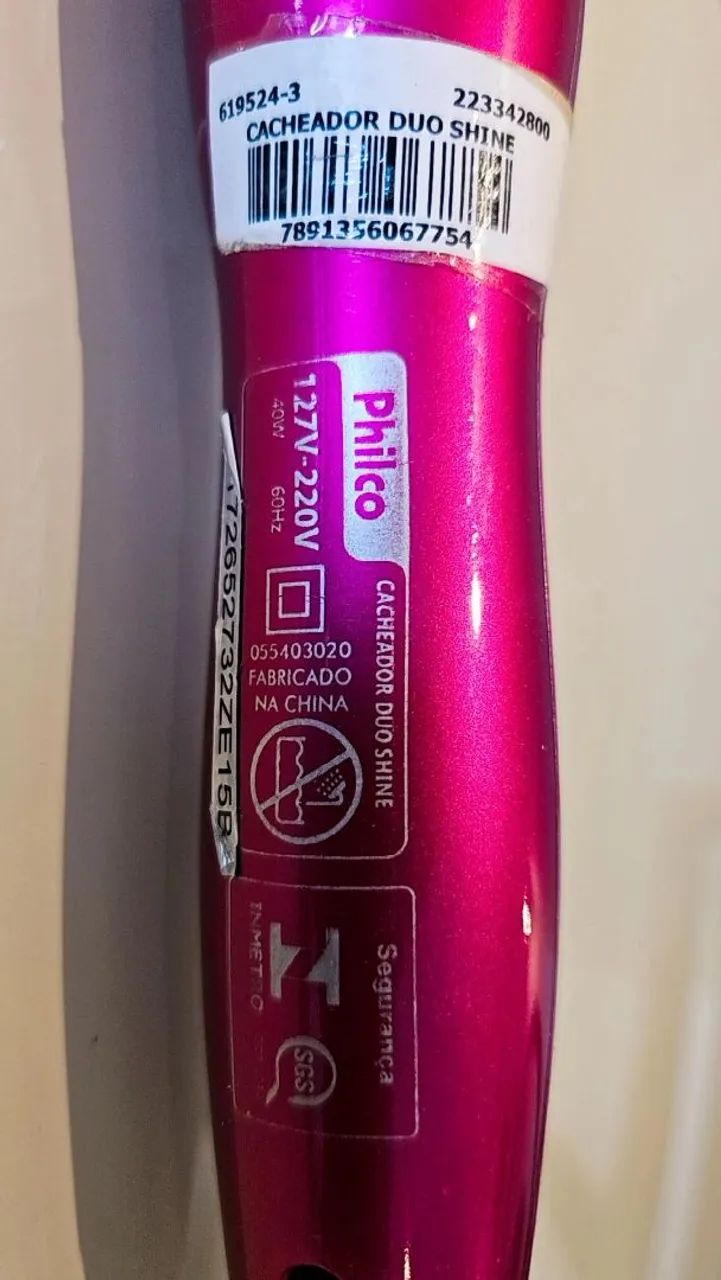 619524-3 223342800
CACHEADOR DUO SHINE
7891356067754
Philco
CACHEADOR DUO SHINE
127V-220V
40W 60Hz
055403020
FABRICADO
NA CHINA
72652732ZE15B
Segurança
SGS
INMETRO